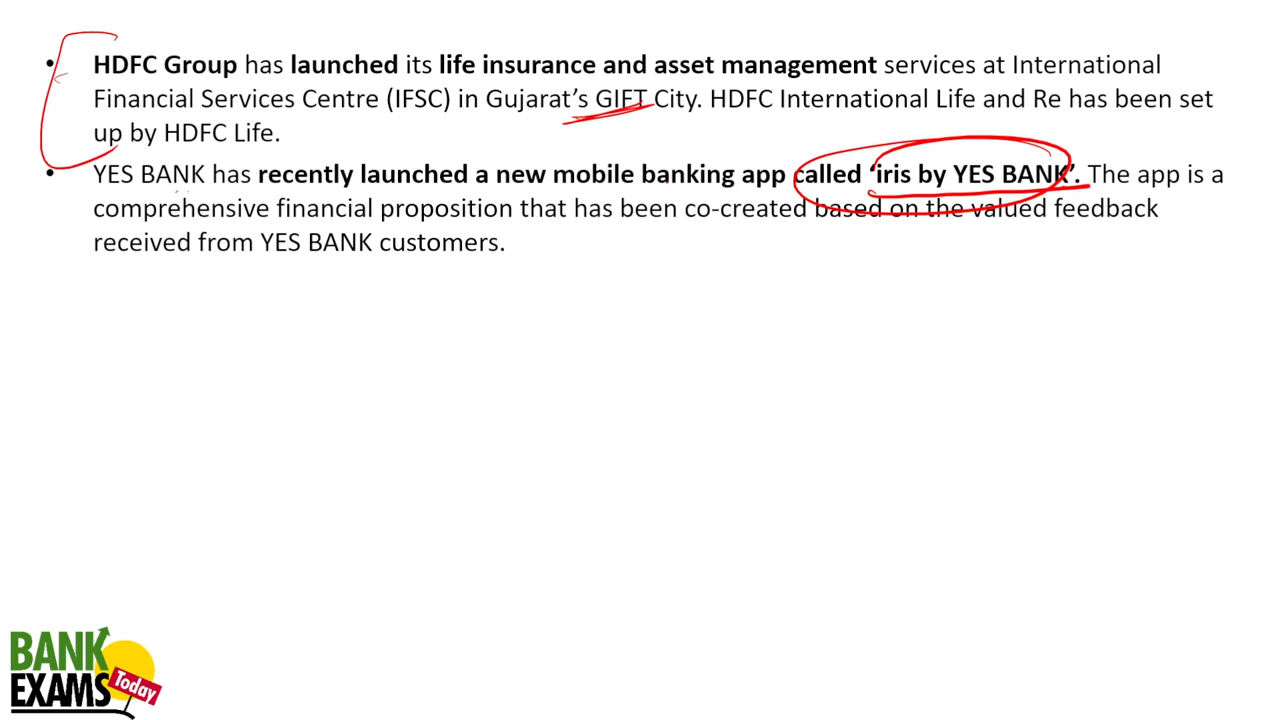 • HDFC Group has launched its life insurance and asset management services at International
Financial Services Centre (IFSC) in Gujarat’s GIFT City. HDFC International Life and Re has been set
up by HDFC Life.
• YES BANK has recently launched a new mobile banking app called ‘iris by YES BANK’. The app is a
comprehensive financial proposition that has been co-created based on the valued feedback
received from YES BANK customers.
BANK
EXAMS Today